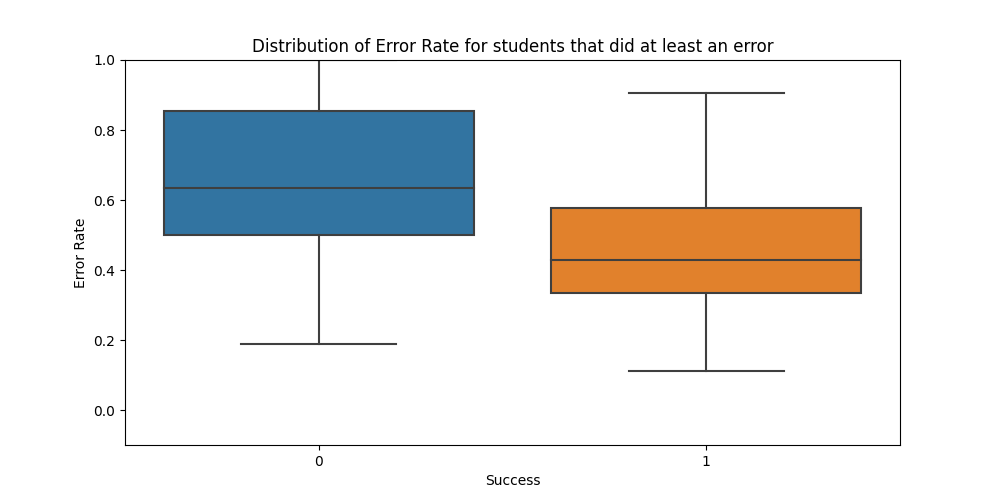 Distribution of Error Rate for students that did at least an error
1.0
0.8
0.6
0.4
0.2
0.0
Error Rate
0 1
Success